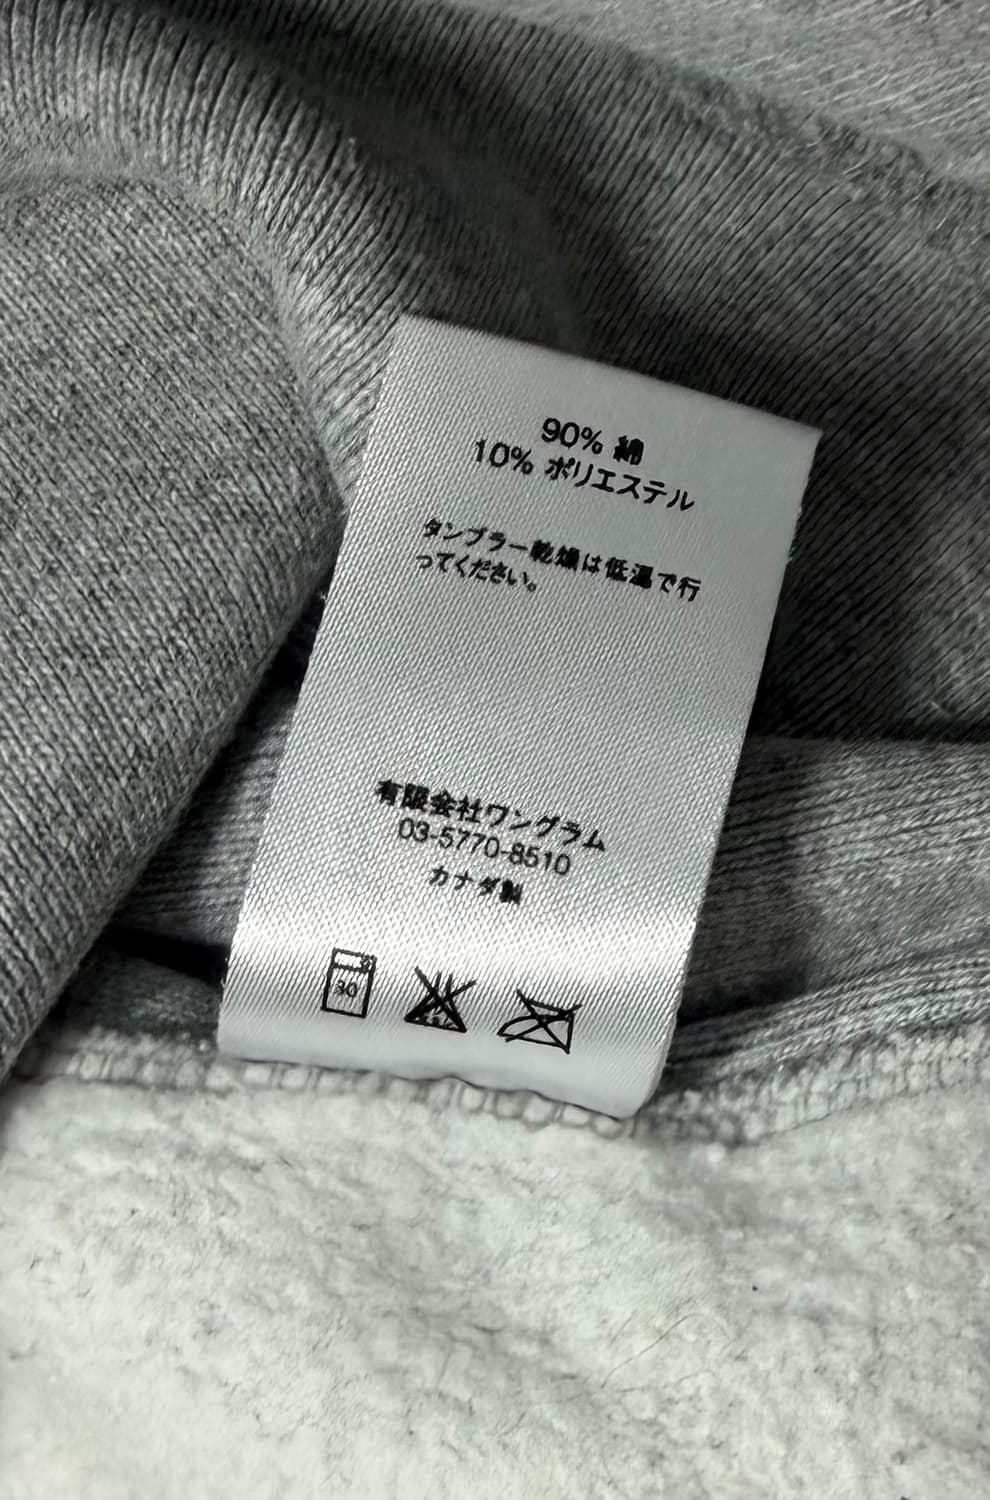 90% 綿
10% ポリエステル
タンブラー乾燥は低温で行
ってください。
有限会社ワングラム
03-5770-8510
カナダ製
30